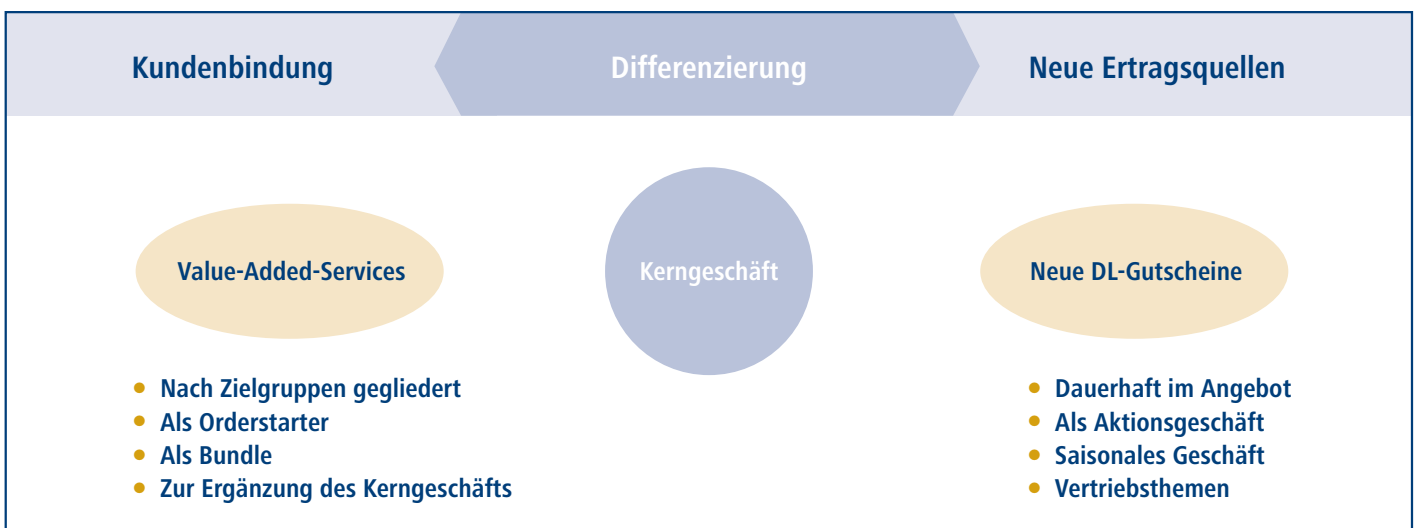 Kundenbindung
Differenzierung
Neue Ertragsquellen
Value-Added-Services
Kerngeschäft
Neue DL-Gutscheine
• Nach Zielgruppen gegliedert
• Als Orderstarter
• Als Bundle
• Zur Ergänzung des Kerngeschäfts
• Dauerhaft im Angebot
• Als Aktionsgeschäft
• Saisonales Geschäft
• Vertriebsthemen